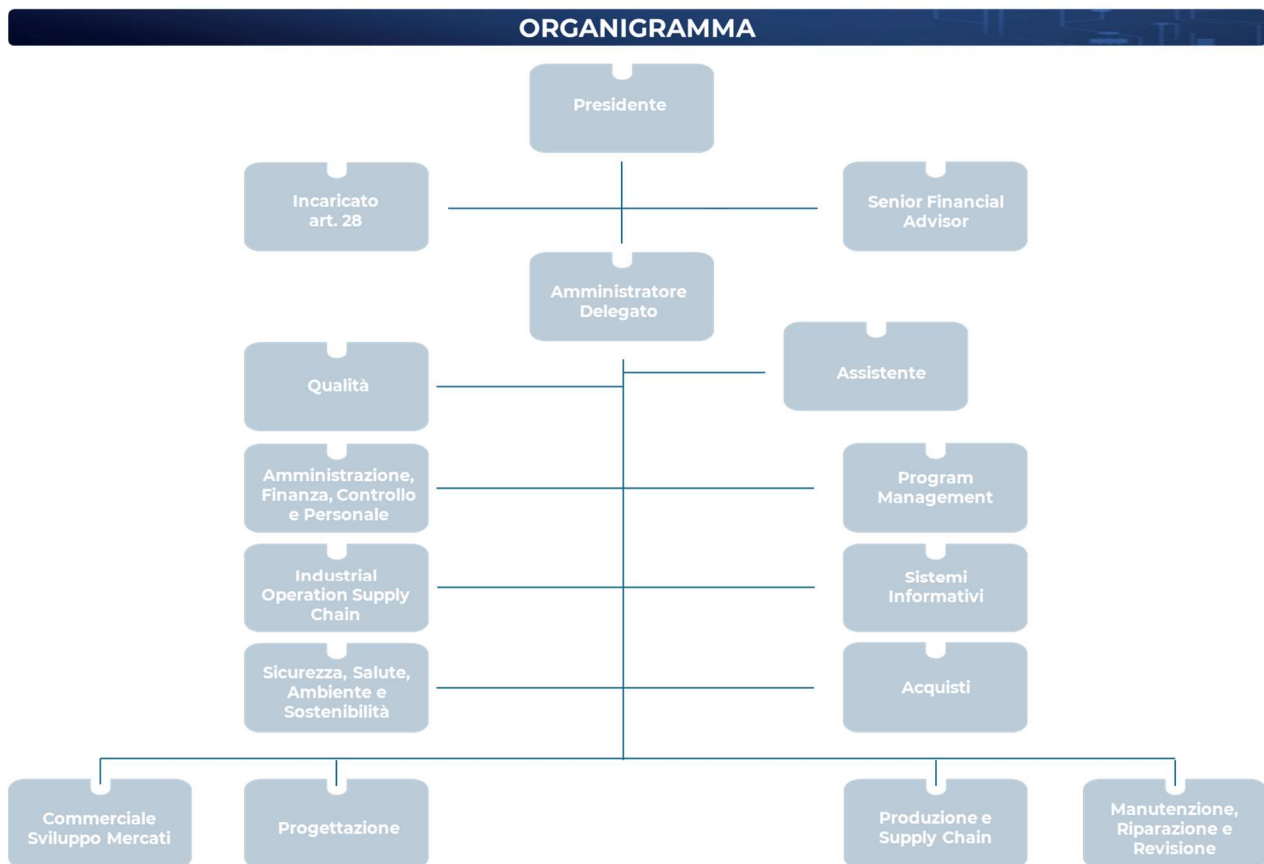 ORGANIGRAMMA
Presidente
Incaricato
art. 28
Senior Financial
Advisor
Amministratore
Delegato
Qualità
Assistente
Amministrazione,
Finanza, Controllo
e Personale
Program
Management
Industrial
Operation Supply
Chain
Sistemi
Informativi
Sicurezza, Salute,
Ambiente e
Sostenibilità
Acquisti
Commerciale
Sviluppo Mercati
Progettazione
Produzione e
Supply Chain
Manutenzione,
Riparazione e
Revisione